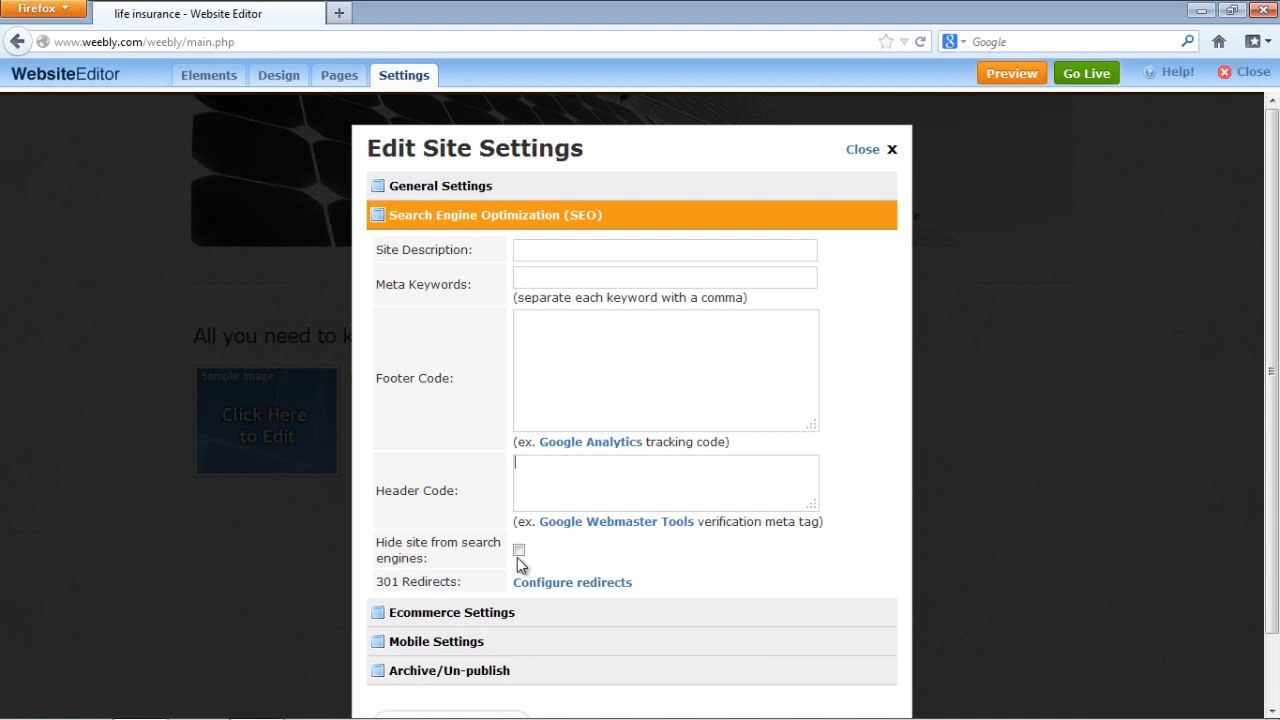 Firefox
life insurance - Website Editor
www.weebly.com/weebly/main.php
Google
WebsiteEditor
Elements
Design
Pages
Settings
Preview
Go Live
Help!
Close
Edit Site Settings
Close X
General Settings
Search Engine Optimization (SEO)
Site Description:
Meta Keywords:
(separate each keyword with a comma)
All you need to k
Sample Image
Click Here
to Edit
Footer Code:
(ex. Google Analytics tracking code)
Header Code:
(ex. Google Webmaster Tools verification meta tag)
Hide site from search
engines:
301 Redirects:
Configure redirects
Ecommerce Settings
Mobile Settings
Archive/Un-publish